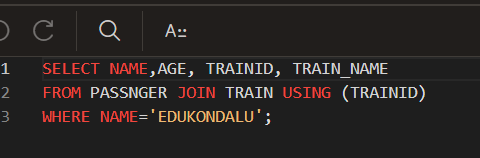 A::
1 SELECT NAME,AGE, TRAINID, TRAIN_NAME
2 FROM PASSNGER JOIN TRAIN USING (TRAINID)
3 WHERE NAME='EDUKONDALU';